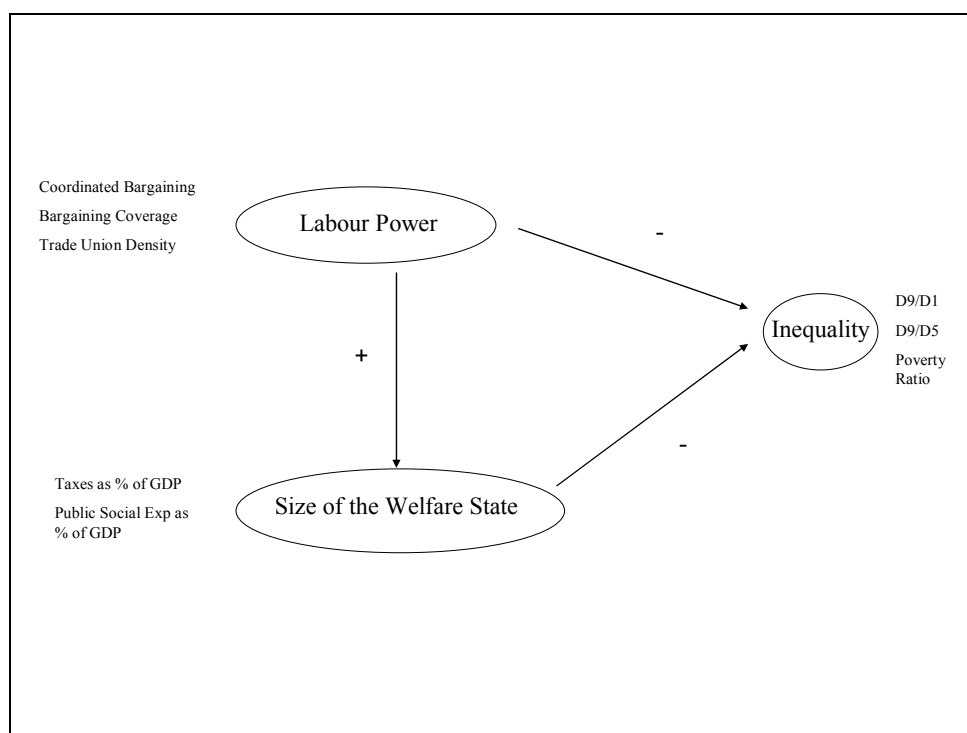 Coordinated Bargaining
Bargaining Coverage
Trade Union Density
Labour Power
-
Inequality
D9/D1
D9/D5
Poverty
Ratio
+
-
Taxes as % of GDP
Public Social Exp as
% of GDP
Size of the Welfare State